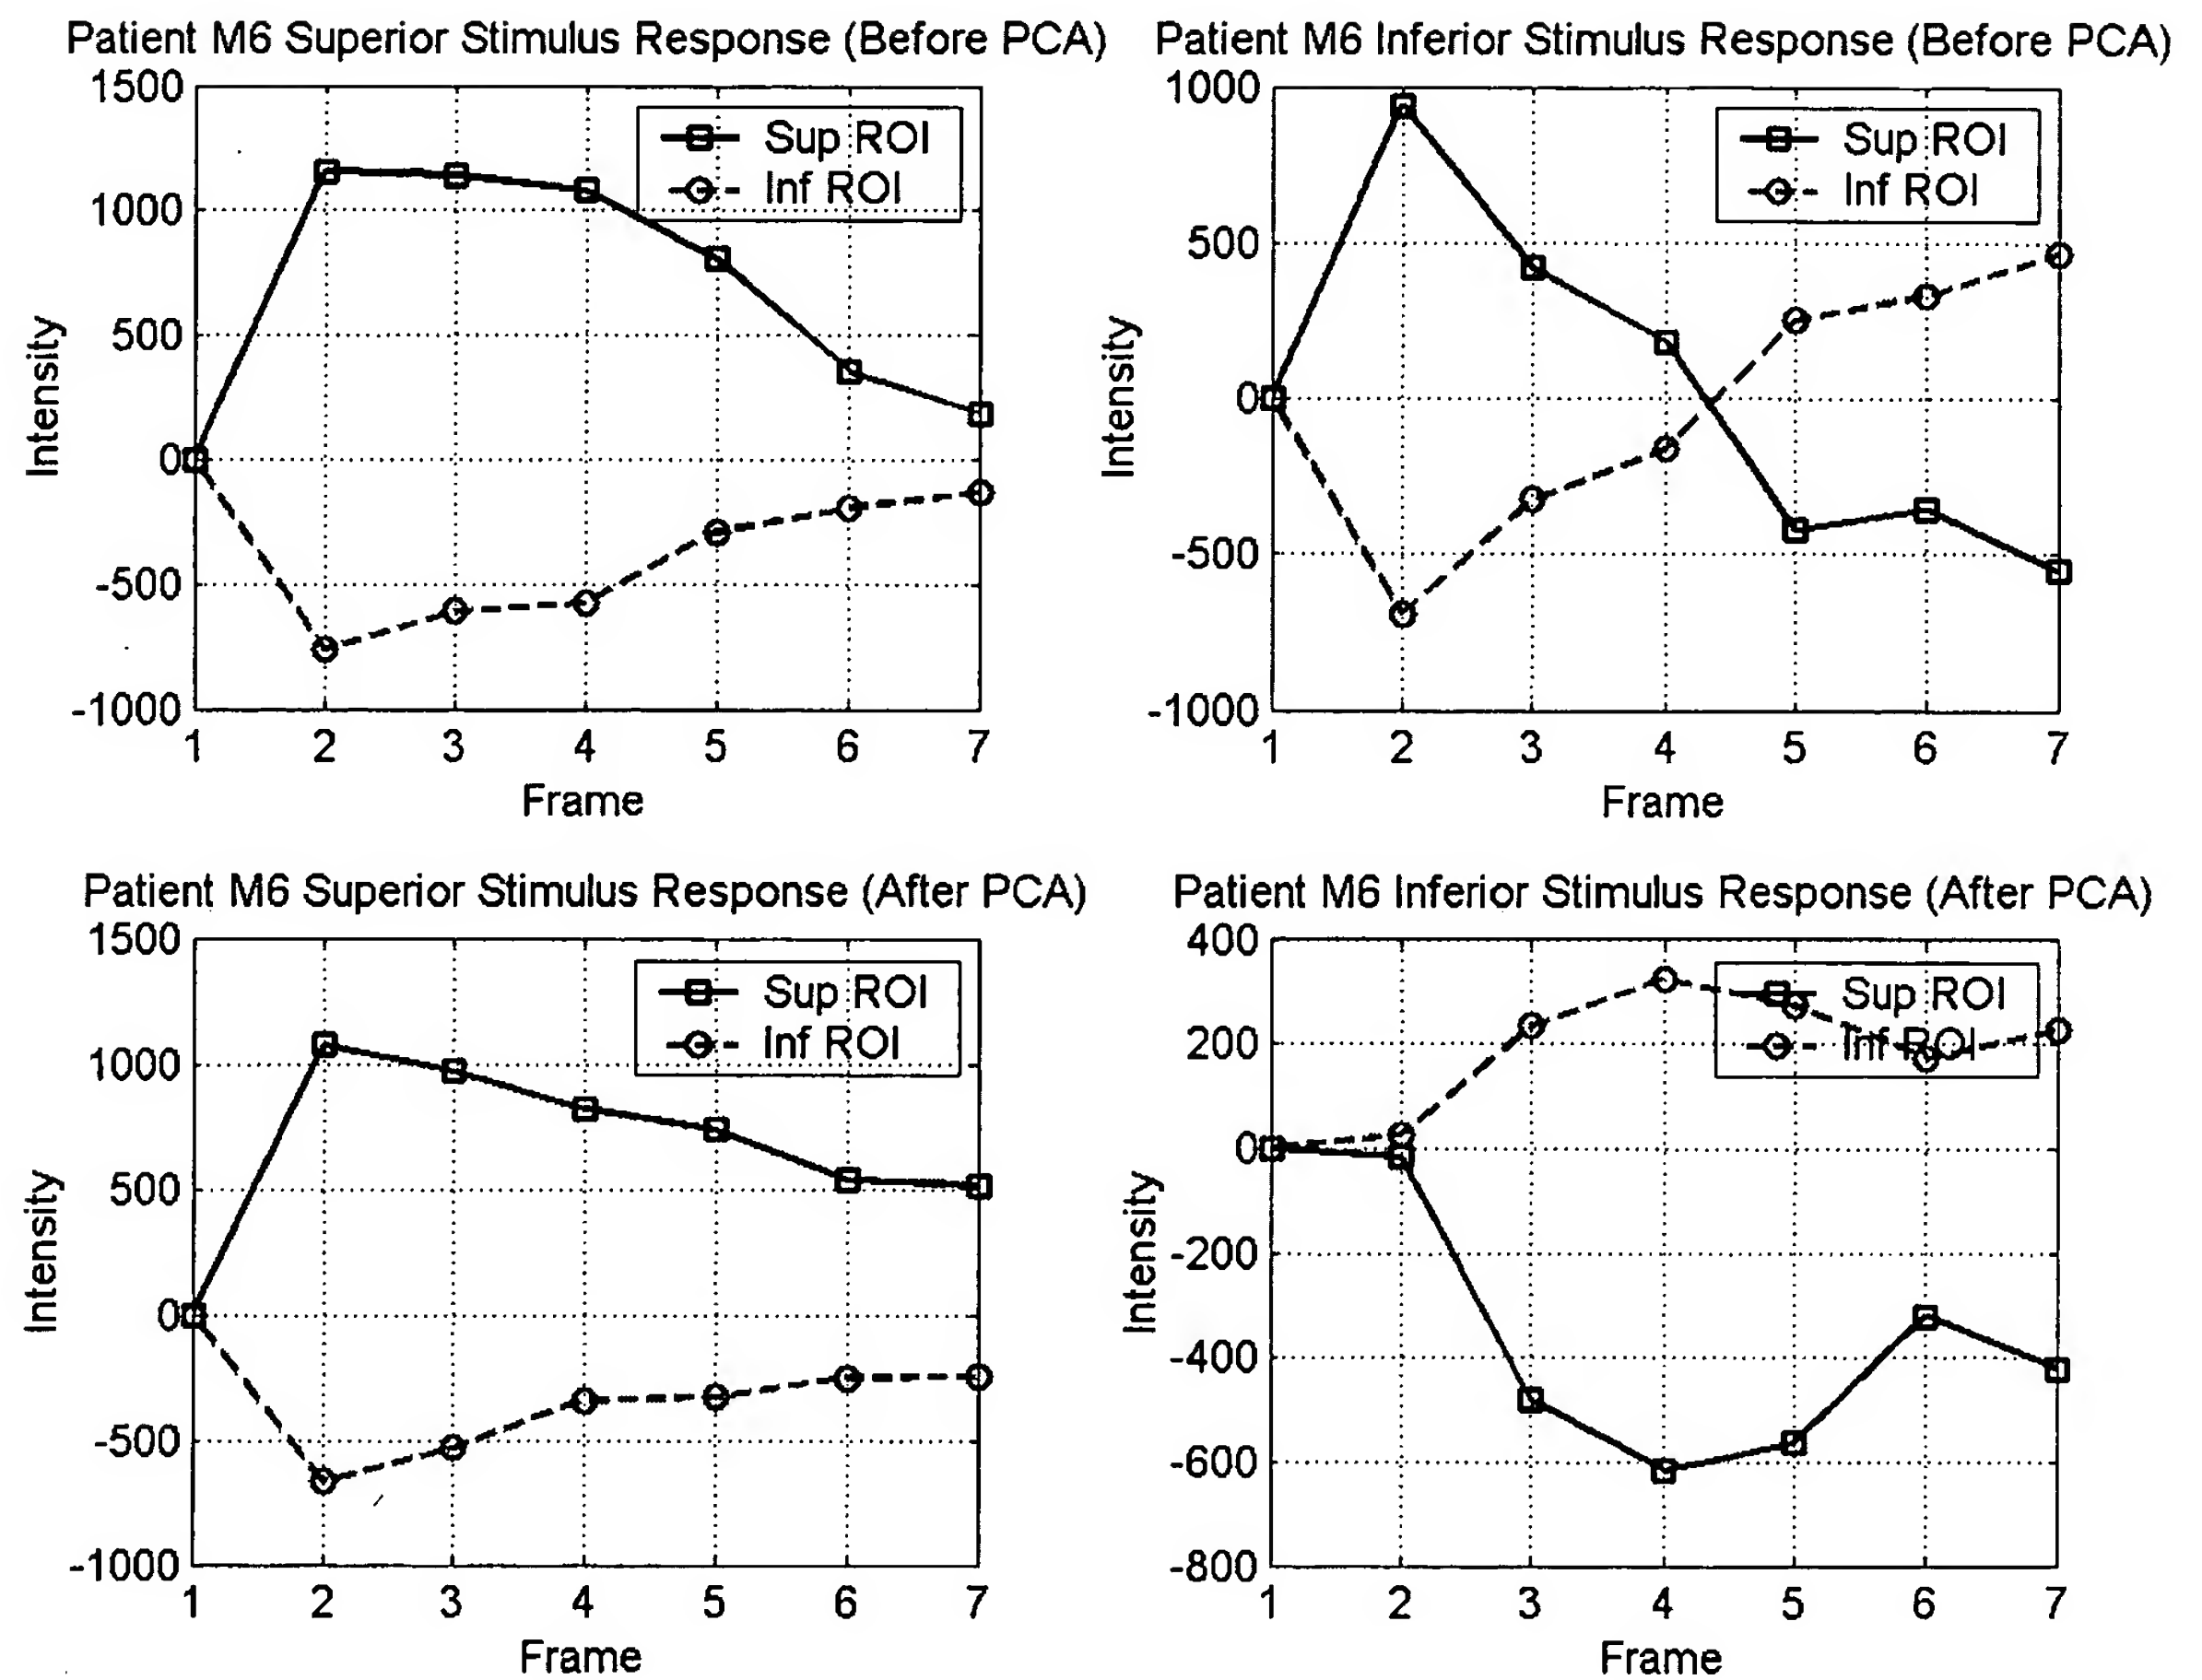 Patient M6 Superior Stimulus Response (Before PCA)
1500
1000
500
0
-500
-1000
Intensity
Sup ROI
Inf ROI
1 2 3 4 5 6 7
Frame
Patient M6 Inferior Stimulus Response (Before PCA)
1000
500
0
-500
-1000
Intensity
Sup ROI
Inf ROI
1 2 3 4 5 6 7
Frame
Patient M6 Superior Stimulus Response (After PCA)
1500
1000
500
0
-500
-1000
Intensity
Sup ROI
Inf ROI
1 2 3 4 5 6 7
Frame
Patient M6 Inferior Stimulus Response (After PCA)
400
200
0
-200
-400
-600
-800
Intensity
Sup ROI
Inf ROI
1 2 3 4 5 6 7
Frame